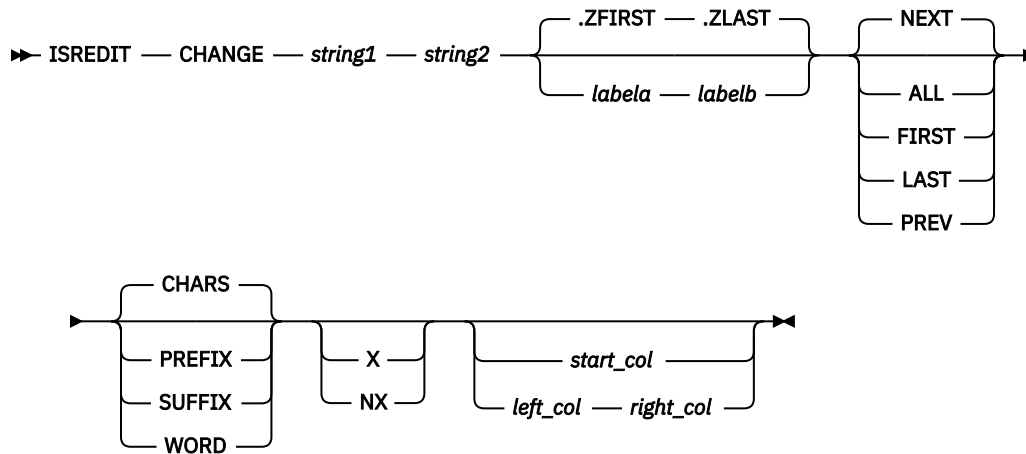 .ZFIRST .ZLAST NEXT
ISREDIT CHANGE string1 string2
labela labelb ALL
FIRST
LAST
PREV
CHARS
PREFIX X start_col
SUFFIX NX left_col right_col
WORD